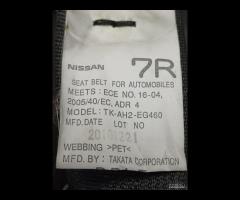 NISSAN 7R
SEAT BELT FOR AUTOMOBILES
MEETS: ECE NO. 16-04,
2005/40/EC, ADR 4
MODEL: TK-AH2-EG460
MFD.DATE LOT NO
20101221
WEBBING >PET<
MFD.BY: TAKATA CORPORATION